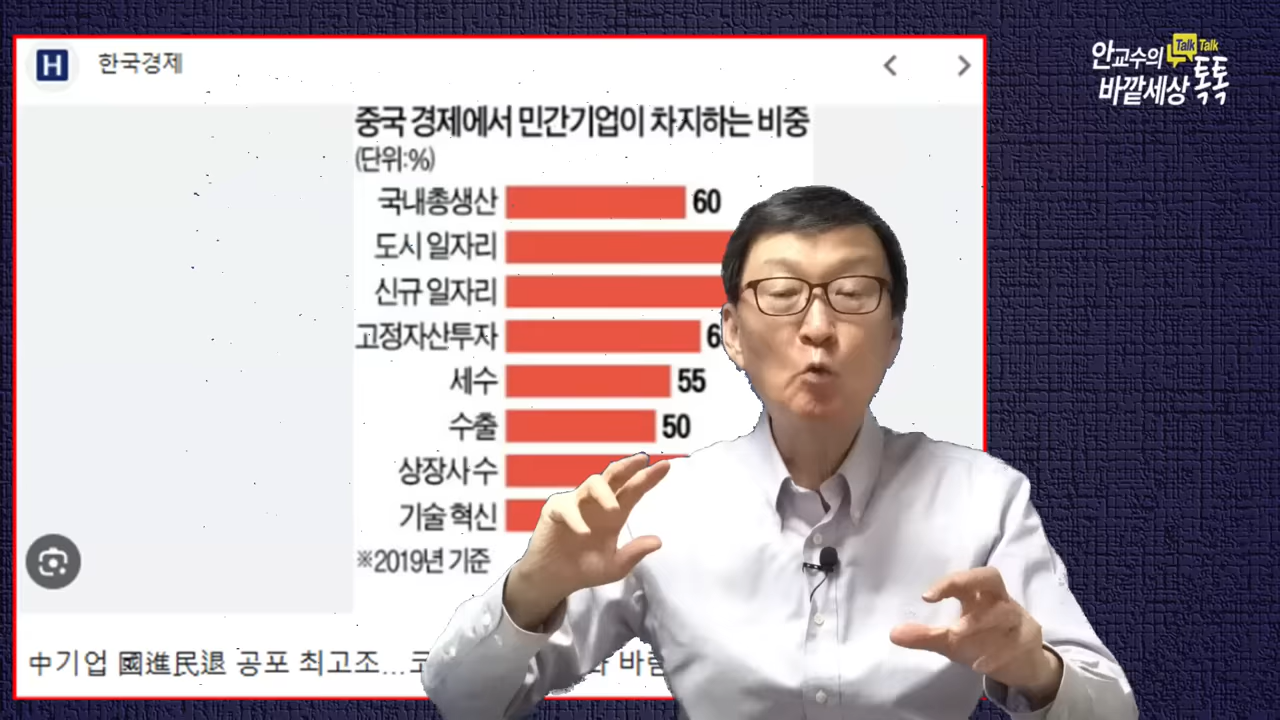 한국경제
안교수의 Talk Talk
바깥세상 톡톡
중국 경제에서 민간기업이 차지하는 비중
(단위:%)
국내총생산 60
도시 일자리
신규 일자리
고정자산투자 6
세수 55
수출 50
상장사 수
기술 혁신
※2019년 기준
中기업 國進民退 공포 최고조...